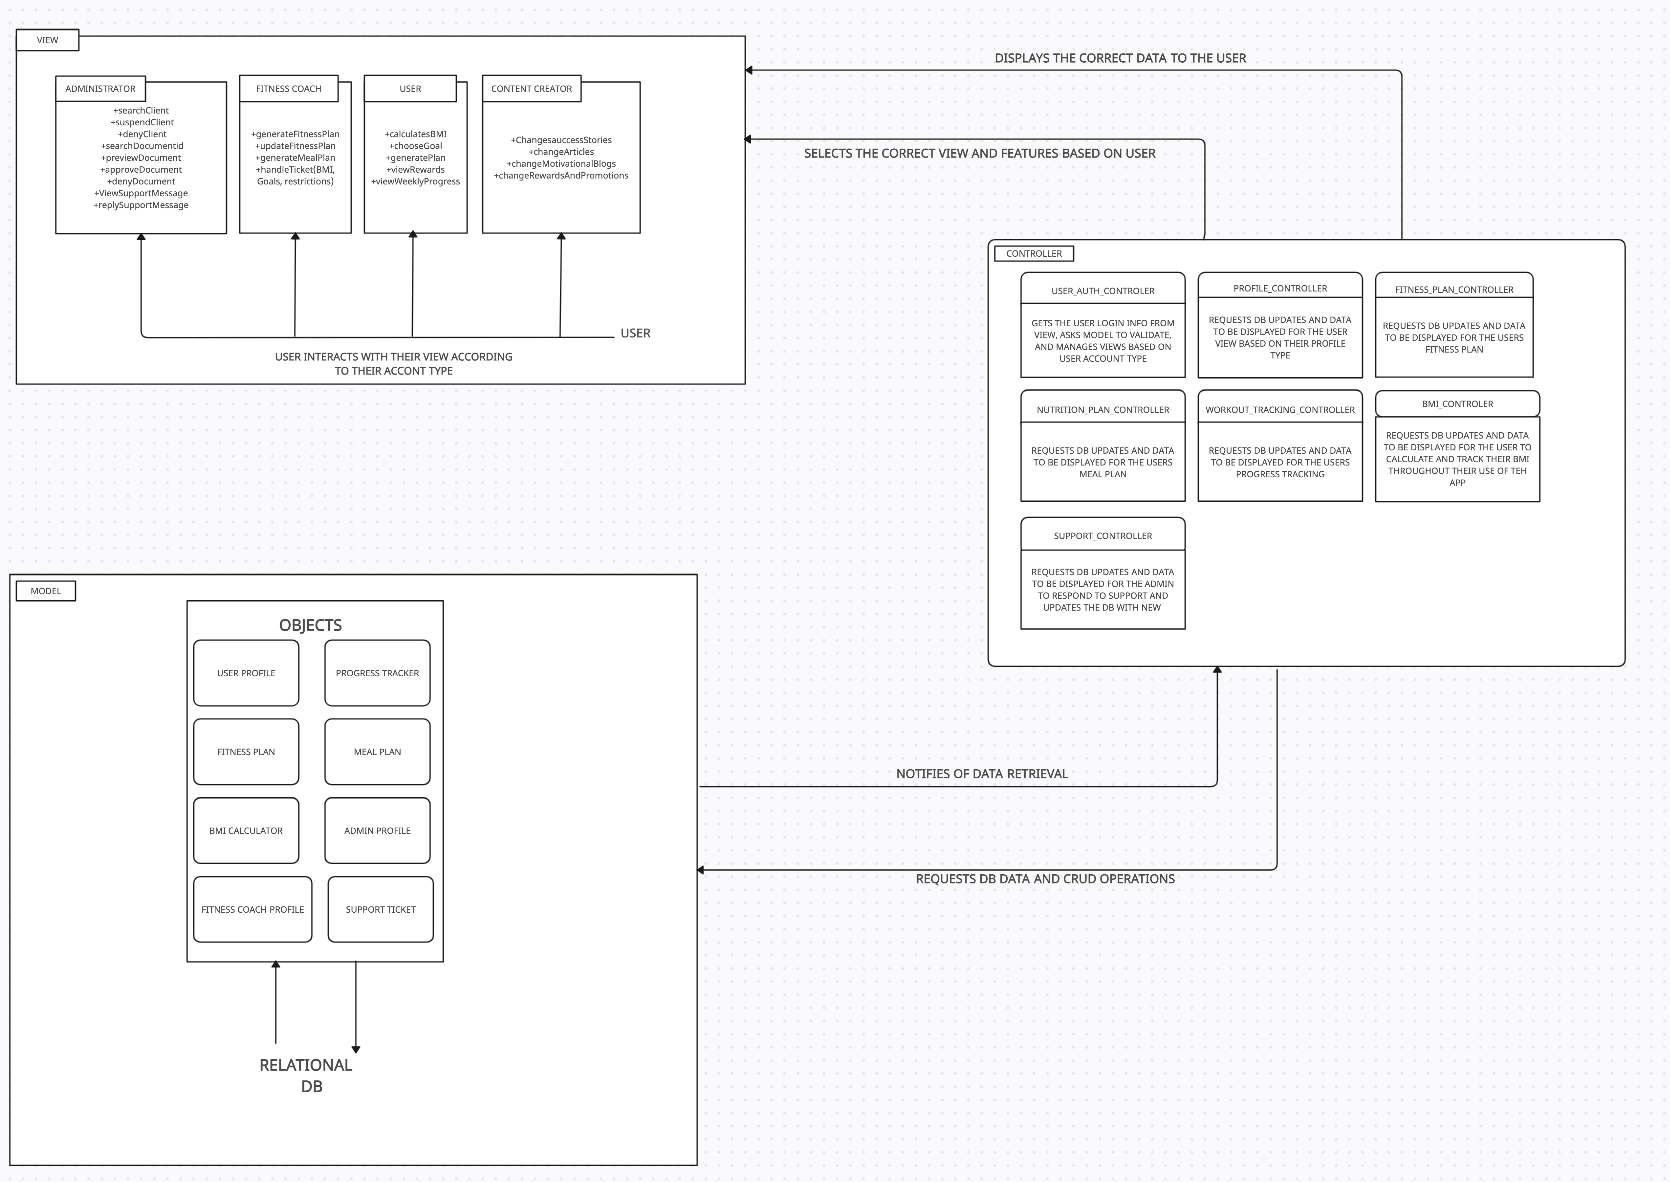 VIEW
ADMINISTRATOR
+searchClient
+suspendClient
+denyClient
+searchDocumentid
+previewDocument
+approveDocument
+denyDocument
+ViewSupportMessage
+replySupportMessage
FITNESS COACH
+generateFitnessPlan
+updateFitnessPlan
+generateMealPlan
+handleTicket(BMI,
Goals, restrictions)
USER
+calculatesBMI
+chooseGoal
+generatePlan
+viewRewards
+viewWeeklyProgress
CONTENT CREATOR
+ChangesauccessStories
+changeArticles
+changeMotivationalBlogs
+changeRewardsAndPromotions
USER
USER INTERACTS WITH THEIR VIEW ACCORDING
TO THEIR ACCONT TYPE
DISPLAYS THE CORRECT DATA TO THE USER
SELECTS THE CORRECT VIEW AND FEATURES BASED ON USER
CONTROLLER
USER_AUTH_CONTROLER
GETS THE USER LOGIN INFO FROM
VIEW, ASKS MODEL TO VALIDATE,
AND MANAGES VIEWS BASED ON
USER ACCOUNT TYPE
PROFILE_CONTROLLER
REQUESTS DB UPDATES AND DATA
TO BE DISPLAYED FOR THE USER
VIEW BASED ON THEIR PROFILE
TYPE
FITNESS_PLAN_CONTROLLER
REQUESTS DB UPDATES AND DATA
TO BE DISPLAYED FOR THE USERS
FITNESS PLAN
NUTRITION_PLAN_CONTROLLER
REQUESTS DB UPDATES AND DATA
TO BE DISPLAYED FOR THE USERS
MEAL PLAN
WORKOUT_TRACKING_CONTROLLER
REQUESTS DB UPDATES AND DATA
TO BE DISPLAYED FOR THE USERS
PROGRESS TRACKING
BMI_CONTROLER
REQUESTS DB UPDATES AND DATA
TO BE DISPLAYED FOR THE USER TO
CALCULATE AND TRACK THEIR BMI
THROUGHOUT THEIR USE OF TEH
APP
SUPPORT_CONTROLLER
REQUESTS DB UPDATES AND DATA
TO BE DISPLAYED FOR THE ADMIN
TO RESPOND TO SUPPORT AND
UPDATES THE DB WITH NEW
MODEL
OBJECTS
USER PROFILE
PROGRESS TRACKER
FITNESS PLAN
MEAL PLAN
BMI CALCULATOR
ADMIN PROFILE
FITNESS COACH PROFILE
SUPPORT TICKET
RELATIONAL
DB
NOTIFIES OF DATA RETRIEVAL
REQUESTS DB DATA AND CRUD OPERATIONS